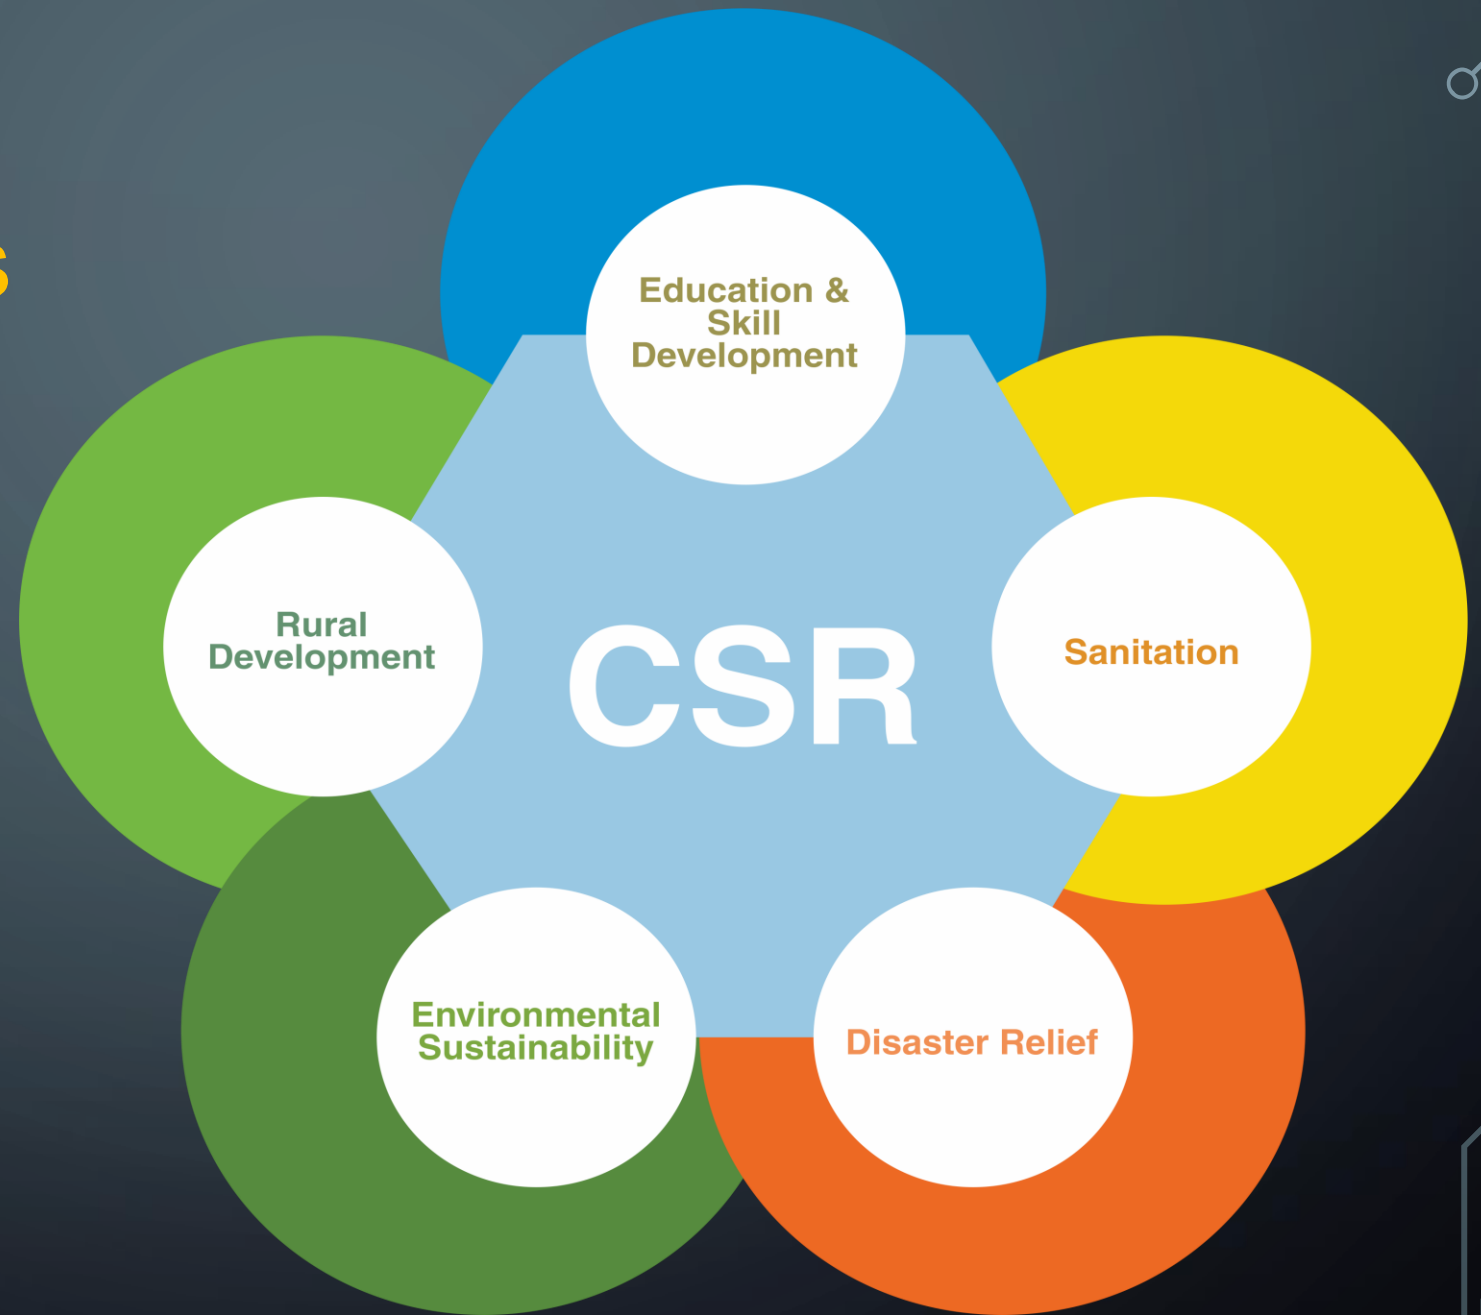 s
Education &
Skill
Development
Rural
Development
CSR
Sanitation
Environmental
Sustainability
Disaster Relief